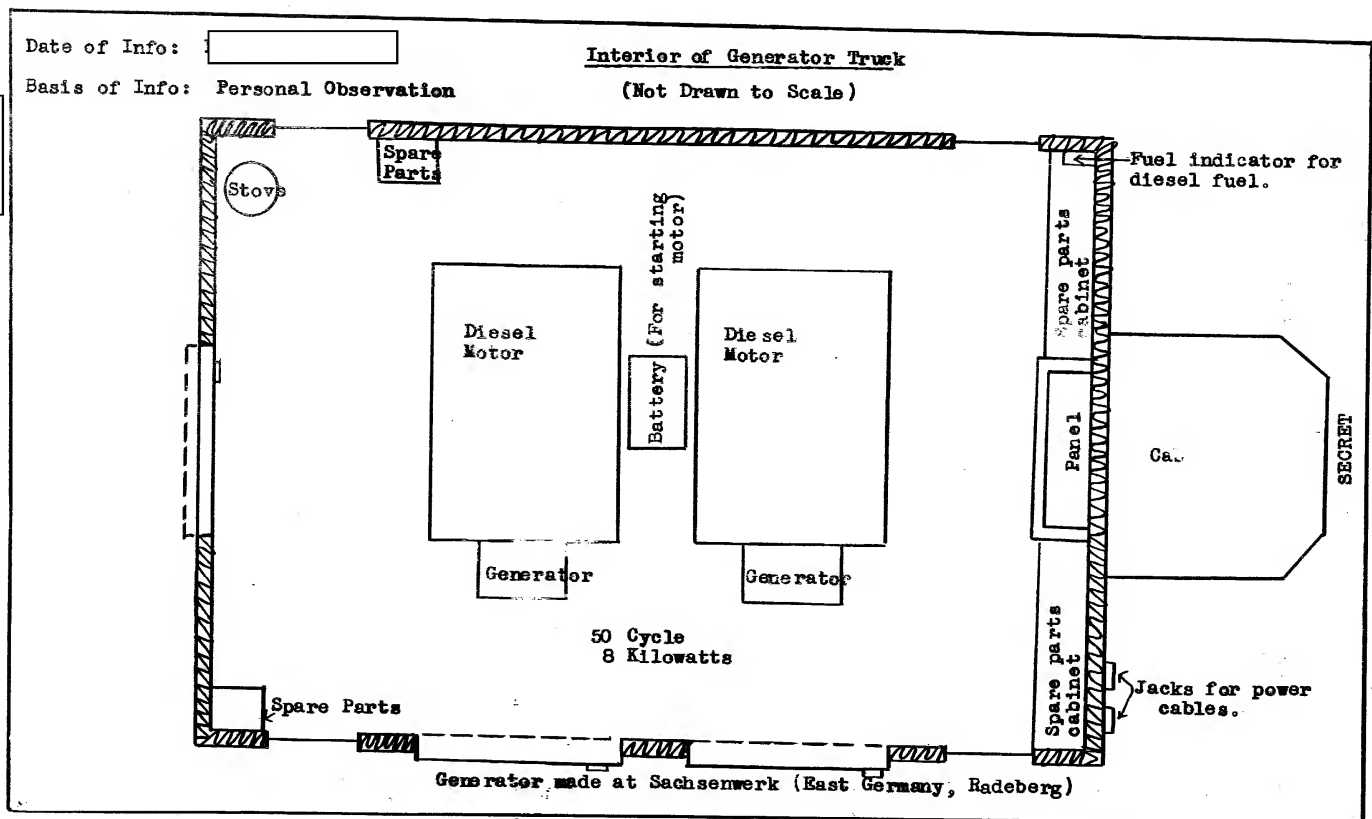 Date of Info:
Interior of Generator Truck
Basis of Info: Personal Observation
(Not Drawn to Scale)
Spare
Parts
Stove
Fuel indicator for
diesel fuel.
Battery (For starting
motor)
Spare parts
cabinet
Diesel
Motor
Diesel
Motor
Panel
SECRET
Generator
Generator
50 Cycle
8 Kilowatts
Spare parts
cabinet
Jacks for power
cables.
Spare Parts
Generator made at Sachsenwerk (East Germany, Radeberg)